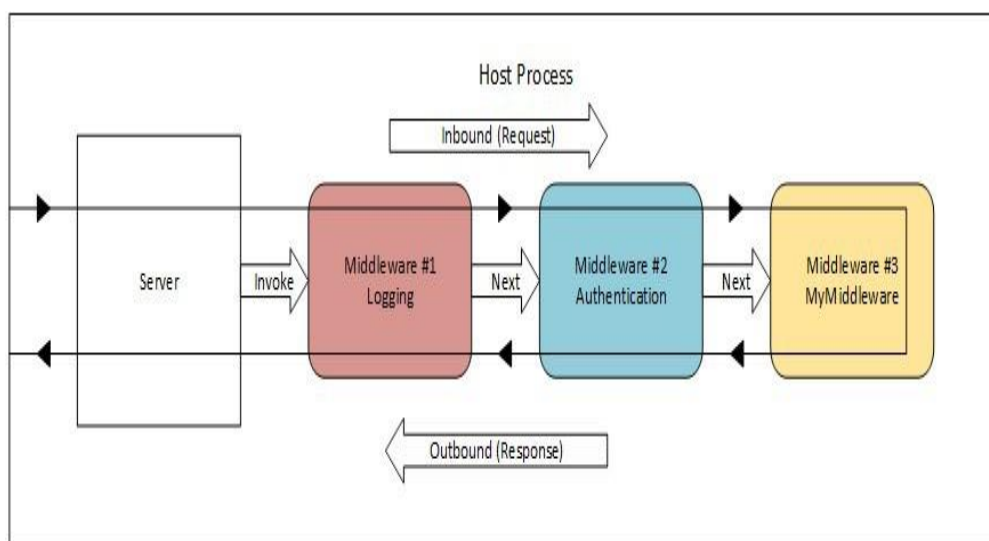 Host Process
Inbound (Request)
Server
Invoke
Middleware #1
Logging
Next
Middleware #2
Authentication
Next
Middleware #3
MyMiddleware
Outbound (Response)